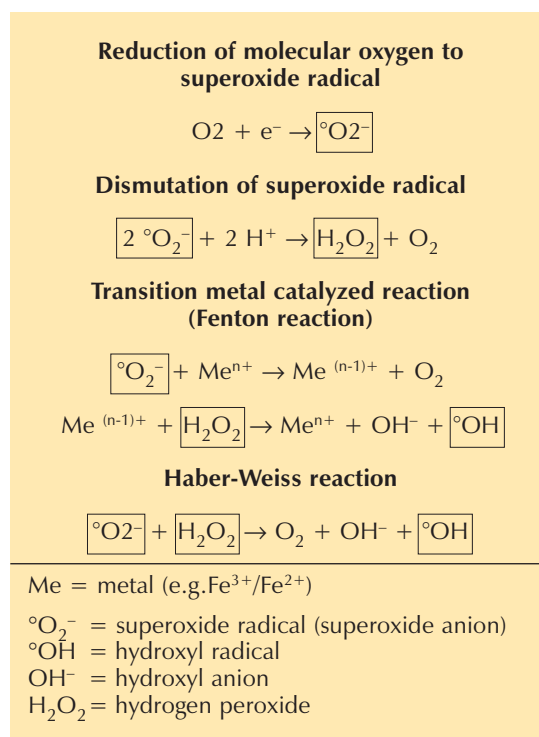 Reduction of molecular oxygen to
superoxide radical
O2 + e⁻ → °O2⁻
Dismutation of superoxide radical
2 °O₂⁻ + 2 H⁺ → H₂O₂ + O₂
Transition metal catalyzed reaction
(Fenton reaction)
°O₂⁻ + Meⁿ⁺ → Me ⁽ⁿ⁻¹⁾⁺ + O₂
Me ⁽ⁿ⁻¹⁾⁺ + H₂O₂ → Meⁿ⁺ + OH⁻ + °OH
Haber-Weiss reaction
°O2⁻ + H₂O₂ → O₂ + OH⁻ + °OH
Me = metal (e.g.Fe³⁺/Fe²⁺)
°O₂⁻ = superoxide radical (superoxide anion)
°OH = hydroxyl radical
OH⁻ = hydroxyl anion
H₂O₂ = hydrogen peroxide